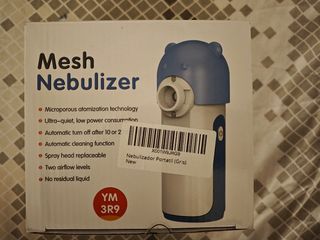 Mesh
Nebulizer
Microporous atomization technology
Ultra-quiet, low power consumption
Automatic turn off after 10 or 2
Automatic cleaning function
Spray head replaceable
Two airflow levels
No residual liquid
Nebulizador Portatil (Gris)
New
YM
3R9